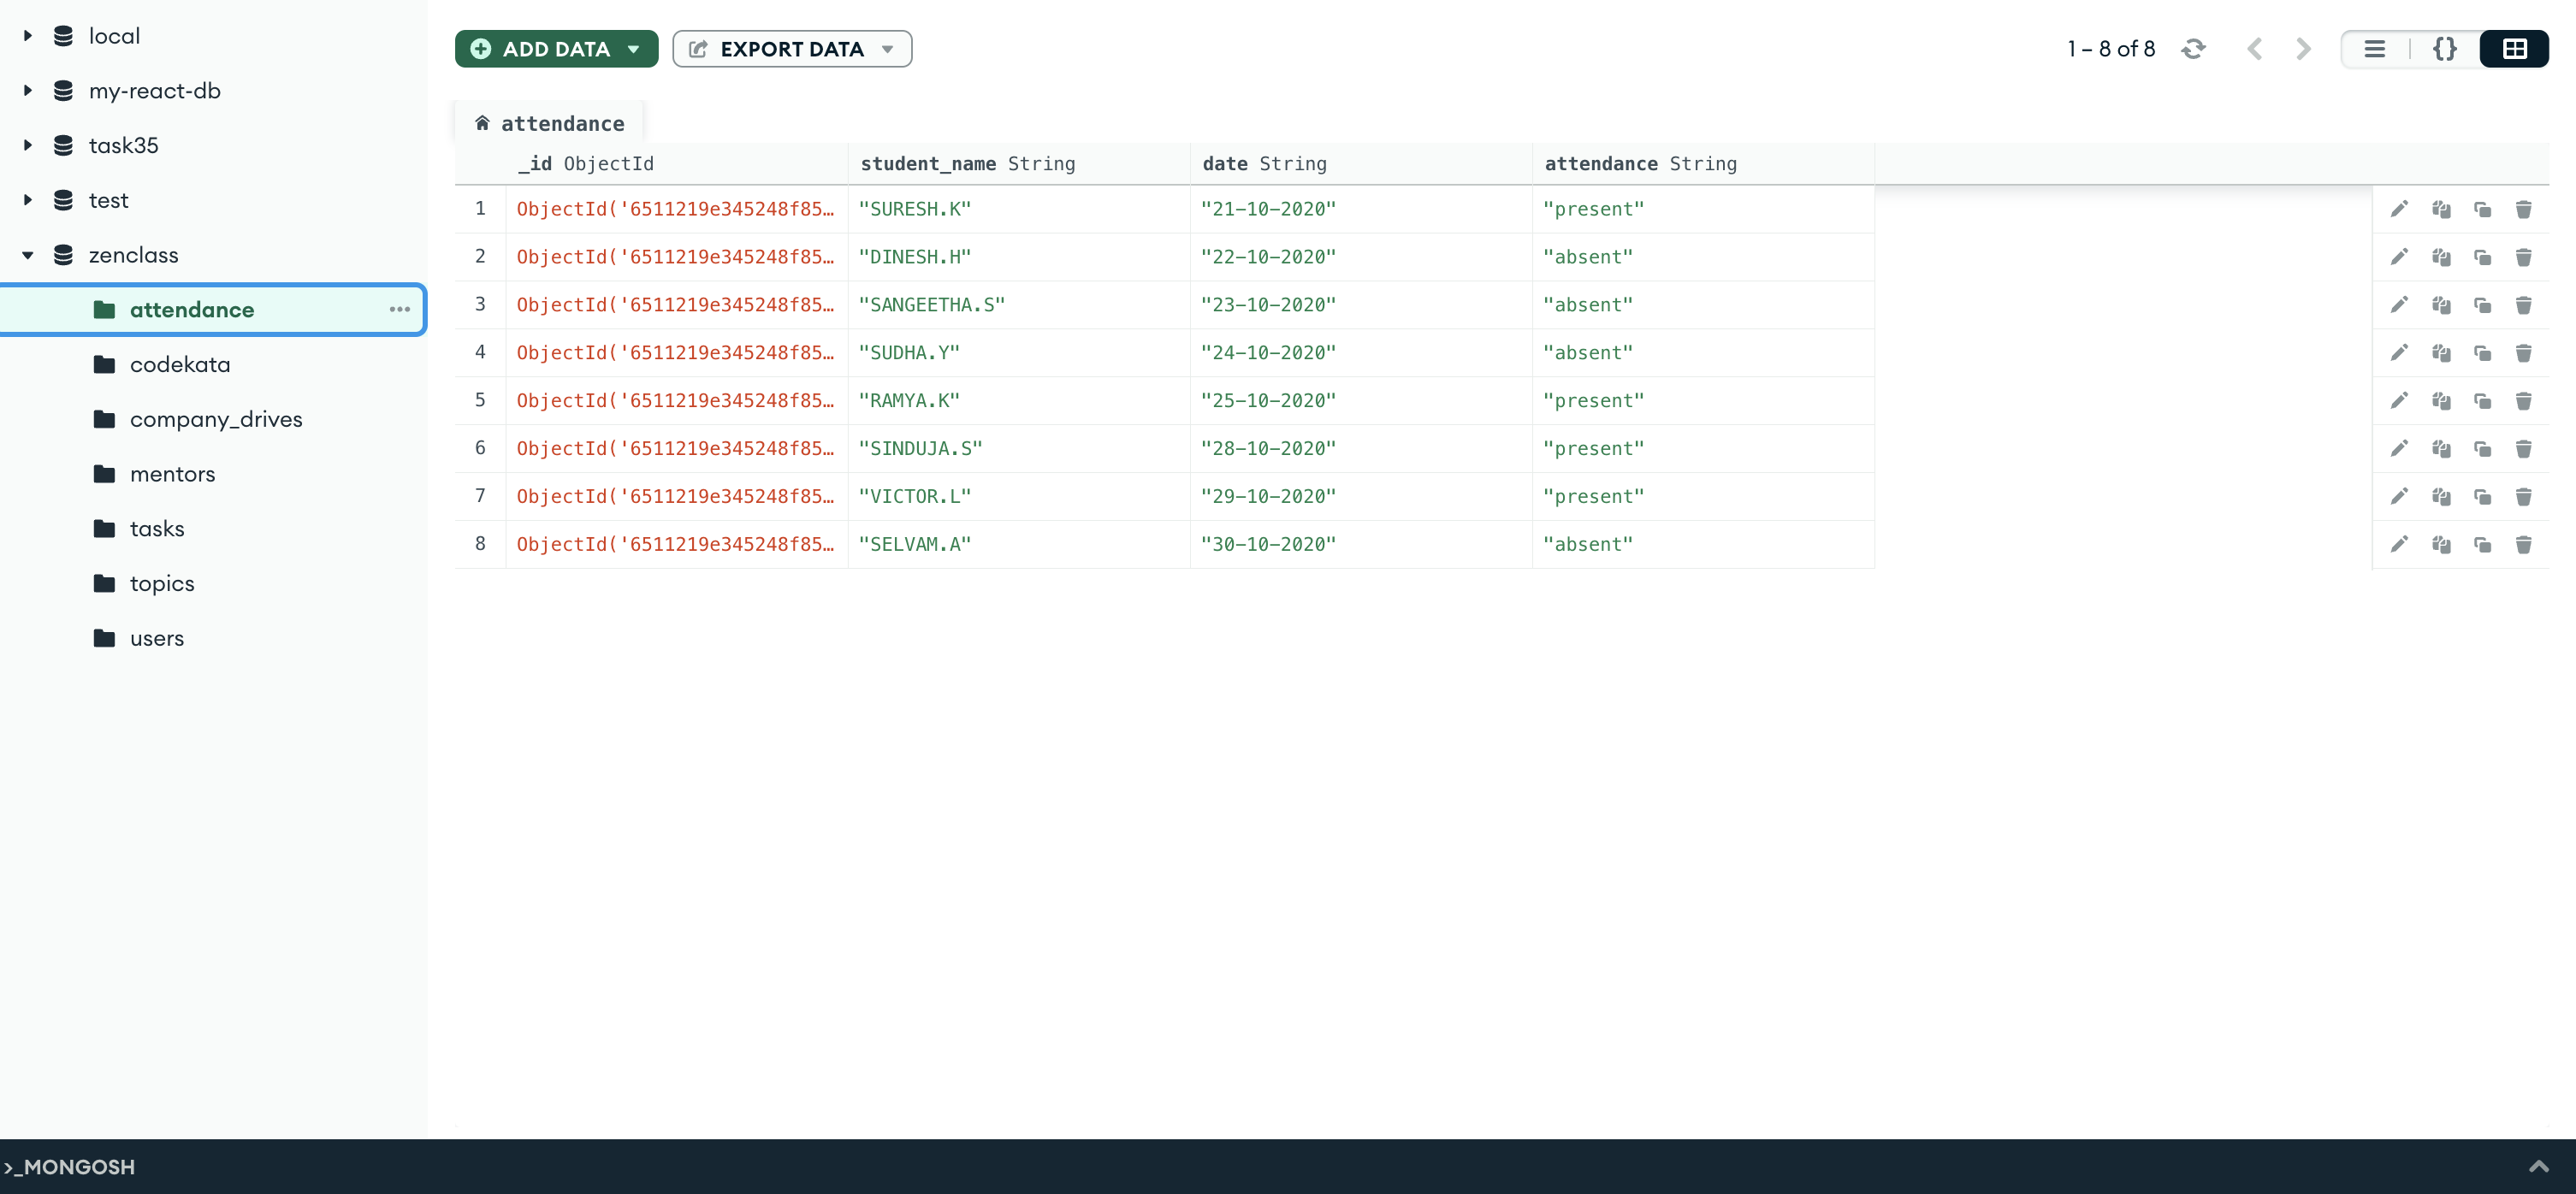 local
my-react-db
task35
test
zenclass
attendance
codekata
company_drives
mentors
tasks
topics
users
ADD DATA EXPORT DATA 1 – 8 of 8 {}
attendance
_id ObjectId student_name String date String attendance String
1 ObjectId('6511219e345248f85… "SURESH.K" "21-10-2020" "present"
2 ObjectId('6511219e345248f85… "DINESH.H" "22-10-2020" "absent"
3 ObjectId('6511219e345248f85… "SANGEETHA.S" "23-10-2020" "absent"
4 ObjectId('6511219e345248f85… "SUDHA.Y" "24-10-2020" "absent"
5 ObjectId('6511219e345248f85… "RAMYA.K" "25-10-2020" "present"
6 ObjectId('6511219e345248f85… "SINDUJA.S" "28-10-2020" "present"
7 ObjectId('6511219e345248f85… "VICTOR.L" "29-10-2020" "present"
8 ObjectId('6511219e345248f85… "SELVAM.A" "30-10-2020" "absent"
>_MONGOSH